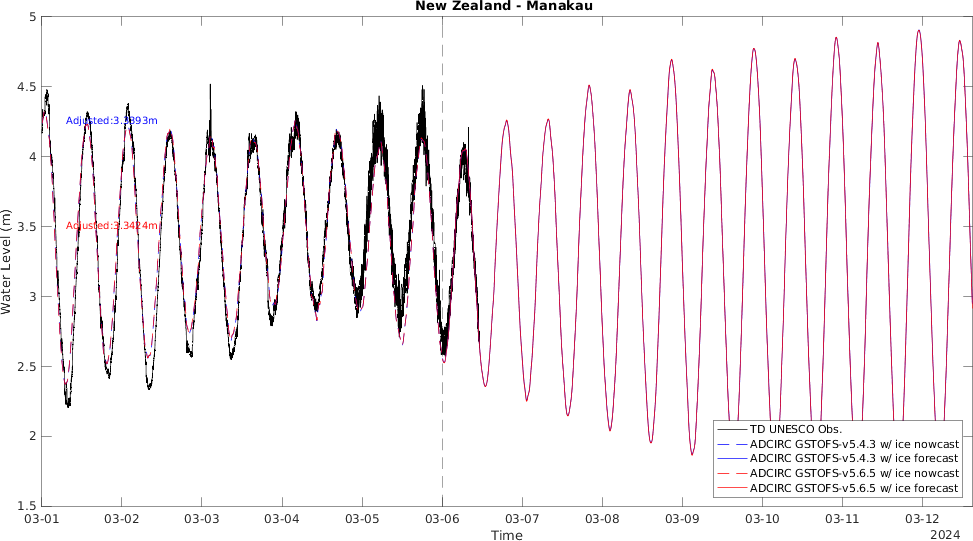 New Zealand - Manakau
5
4.5
4
3.5
3
2.5
2
1.5
Water Level (m)
Adjusted:3.3893m
Adjusted:3.3424m
TD UNESCO Obs.
ADCIRC GSTOFS-v5.4.3 w/ ice nowcast
ADCIRC GSTOFS-v5.4.3 w/ ice forecast
ADCIRC GSTOFS-v5.6.5 w/ ice nowcast
ADCIRC GSTOFS-v5.6.5 w/ ice forecast
03-01 03-02 03-03 03-04 03-05 03-06 03-07 03-08 03-09 03-10 03-11 03-12
Time
2024